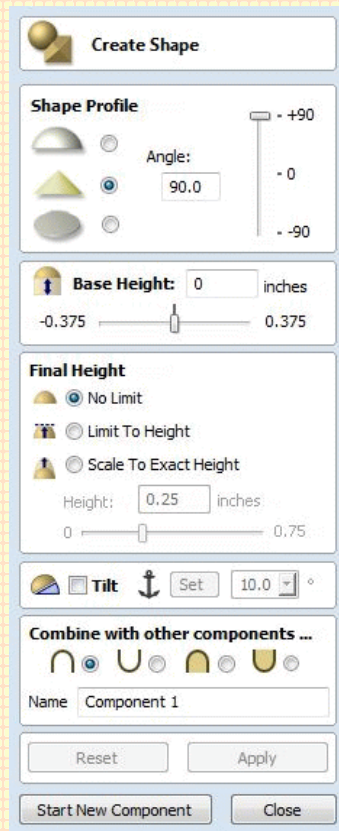 Create Shape
Shape Profile
- +90
Angle:
90.0
- 0
- -90
Base Height: 0 inches
-0.375 0.375
Final Height
No Limit
Limit To Height
Scale To Exact Height
Height: 0.25 inches
0 0.75
Tilt Set 10.0 °
Combine with other components ...
Name Component 1
Reset Apply
Start New Component Close